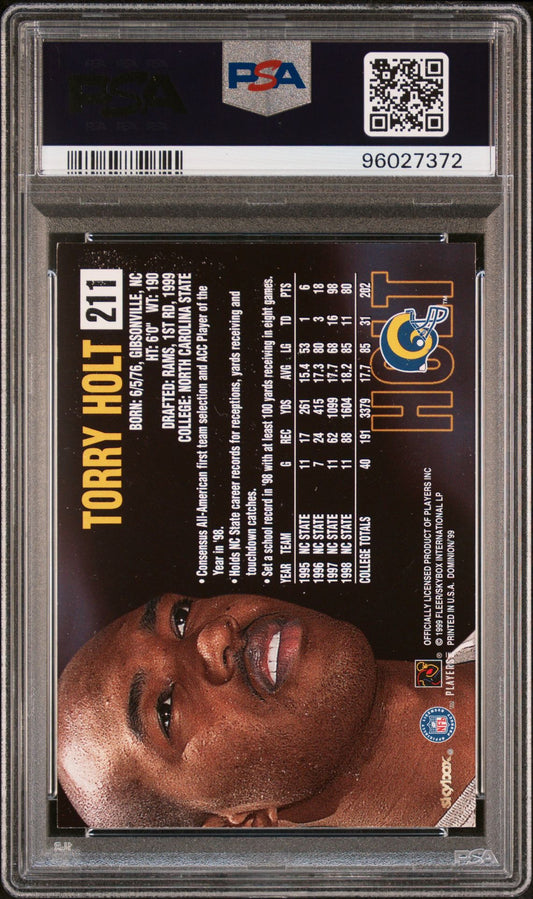 PSA
PSA
96027372
TORRY HOLT 211
BORN: 6/5/76, GIBSONVILLE, NC
HT: 6'0" WT: 190
DRAFTED: RAMS, 1ST RD, 1999
COLLEGE: NORTH CAROLINA STATE
• Consensus All-American first team selection and ACC Player of the
Year in '98.
• Holds NC State career records for receptions, yards receiving and
touchdown catches.
• Set a school record in '98 with at least 100 yards receiving in eight games.
YEAR TEAM G REC YDS AVG LG TD PTS
1995 NC STATE 11 17 261 15.4 53 1 6
1996 NC STATE 7 24 415 17.3 80 3 18
1997 NC STATE 11 62 1099 17.7 68 16 98
1998 NC STATE 11 88 1604 18.2 85 11 80
COLLEGE TOTALS 40 191 3379 17.7 85 31 202
HOLT
OFFICIALLY LICENSED PRODUCT OF PLAYERS INC
© 1999 FLEER/SKYBOX INTERNATIONAL LP
PRINTED IN U.S.A. DOMINION'99
PLAYERS
NFL
skybox®
PSA